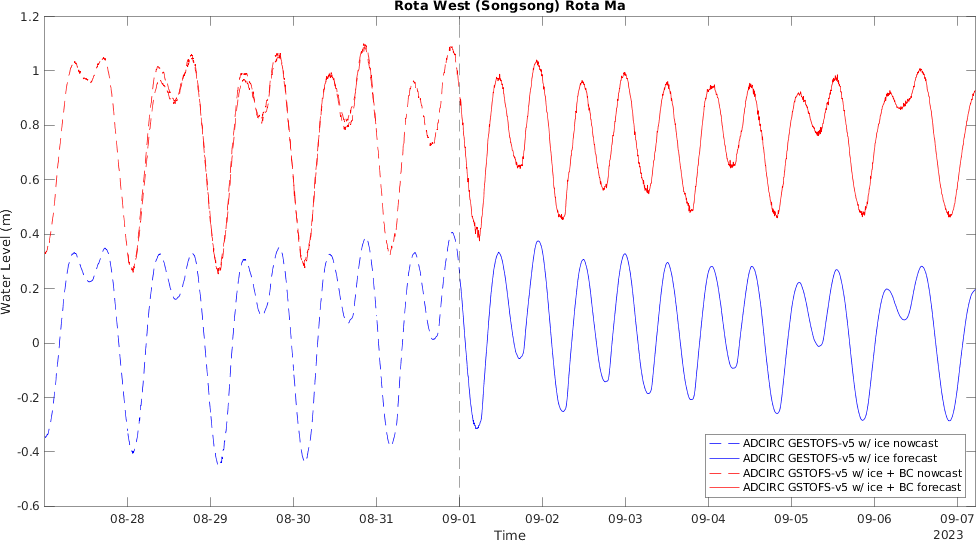 Rota West (Songsong) Rota Ma
1.2
1
0.8
0.6
0.4
0.2
0
-0.2
-0.4
-0.6
Water Level (m)
ADCIRC GESTOFS-v5 w/ ice nowcast
ADCIRC GESTOFS-v5 w/ ice forecast
ADCIRC GSTOFS-v5 w/ ice + BC nowcast
ADCIRC GSTOFS-v5 w/ ice + BC forecast
08-28 08-29 08-30 08-31 09-01 09-02 09-03 09-04 09-05 09-06 09-07
Time
2023